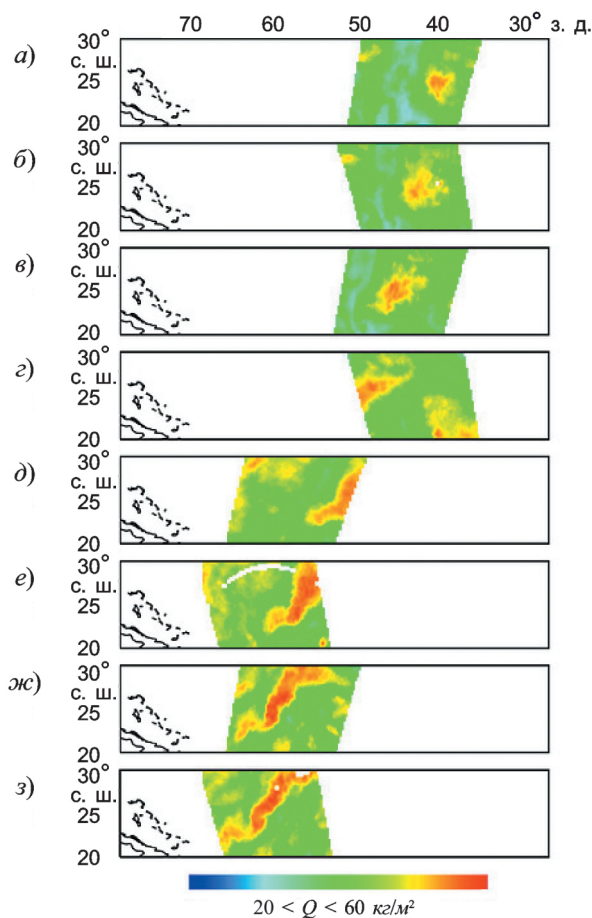 70 60 50 40 30° з. д.
а) 30° с. ш. 25 20
б) 30° с. ш. 25 20
в) 30° с. ш. 25 20
г) 30° с. ш. 25 20
д) 30° с. ш. 25 20
е) 30° с. ш. 25 20
ж) 30° с. ш. 25 20
з) 30° с. ш. 25 20
20 < Q < 60 кг/м²